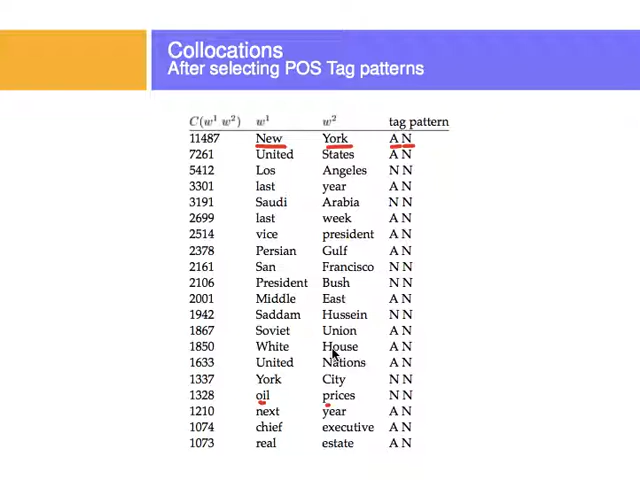 Collocations
After selecting POS Tag patterns
C(w¹ w²) w¹ w² tag pattern
11487 New York A N
7261 United States A N
5412 Los Angeles N N
3301 last year A N
3191 Saudi Arabia N N
2699 last week A N
2514 vice president A N
2378 Persian Gulf A N
2161 San Francisco N N
2106 President Bush N N
2001 Middle East A N
1942 Saddam Hussein N N
1867 Soviet Union A N
1850 White House A N
1633 United Nations A N
1337 York City N N
1328 oil prices N N
1210 next year A N
1074 chief executive A N
1073 real estate A N